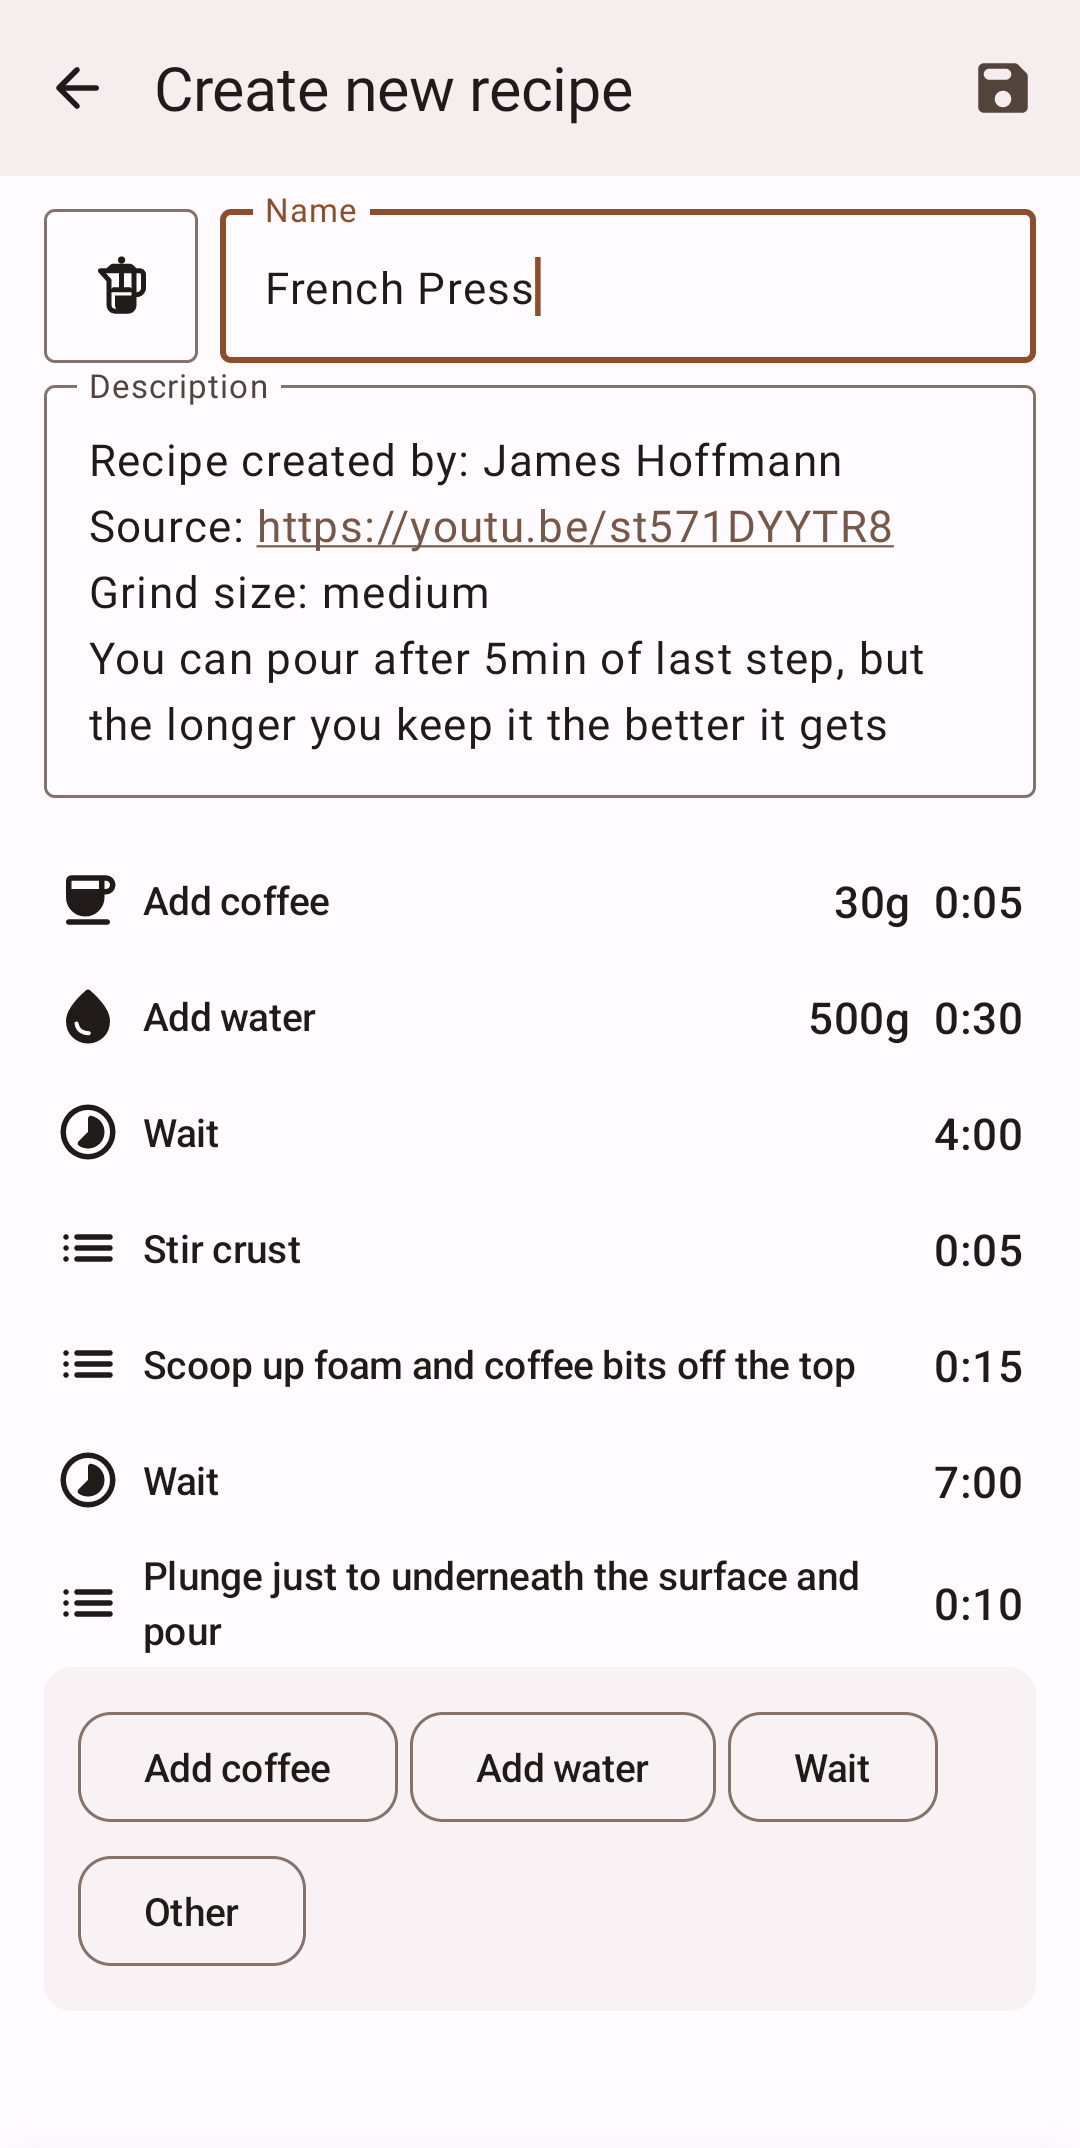 Create new recipe
Name
French Press
Description
Recipe created by: James Hoffmann
Source: https://youtu.be/st571DYYTR8
Grind size: medium
You can pour after 5min of last step, but
the longer you keep it the better it gets
Add coffee 30g 0:05
Add water 500g 0:30
Wait 4:00
Stir crust 0:05
Scoop up foam and coffee bits off the top 0:15
Wait 7:00
Plunge just to underneath the surface and
pour 0:10
Add coffee Add water Wait
Other